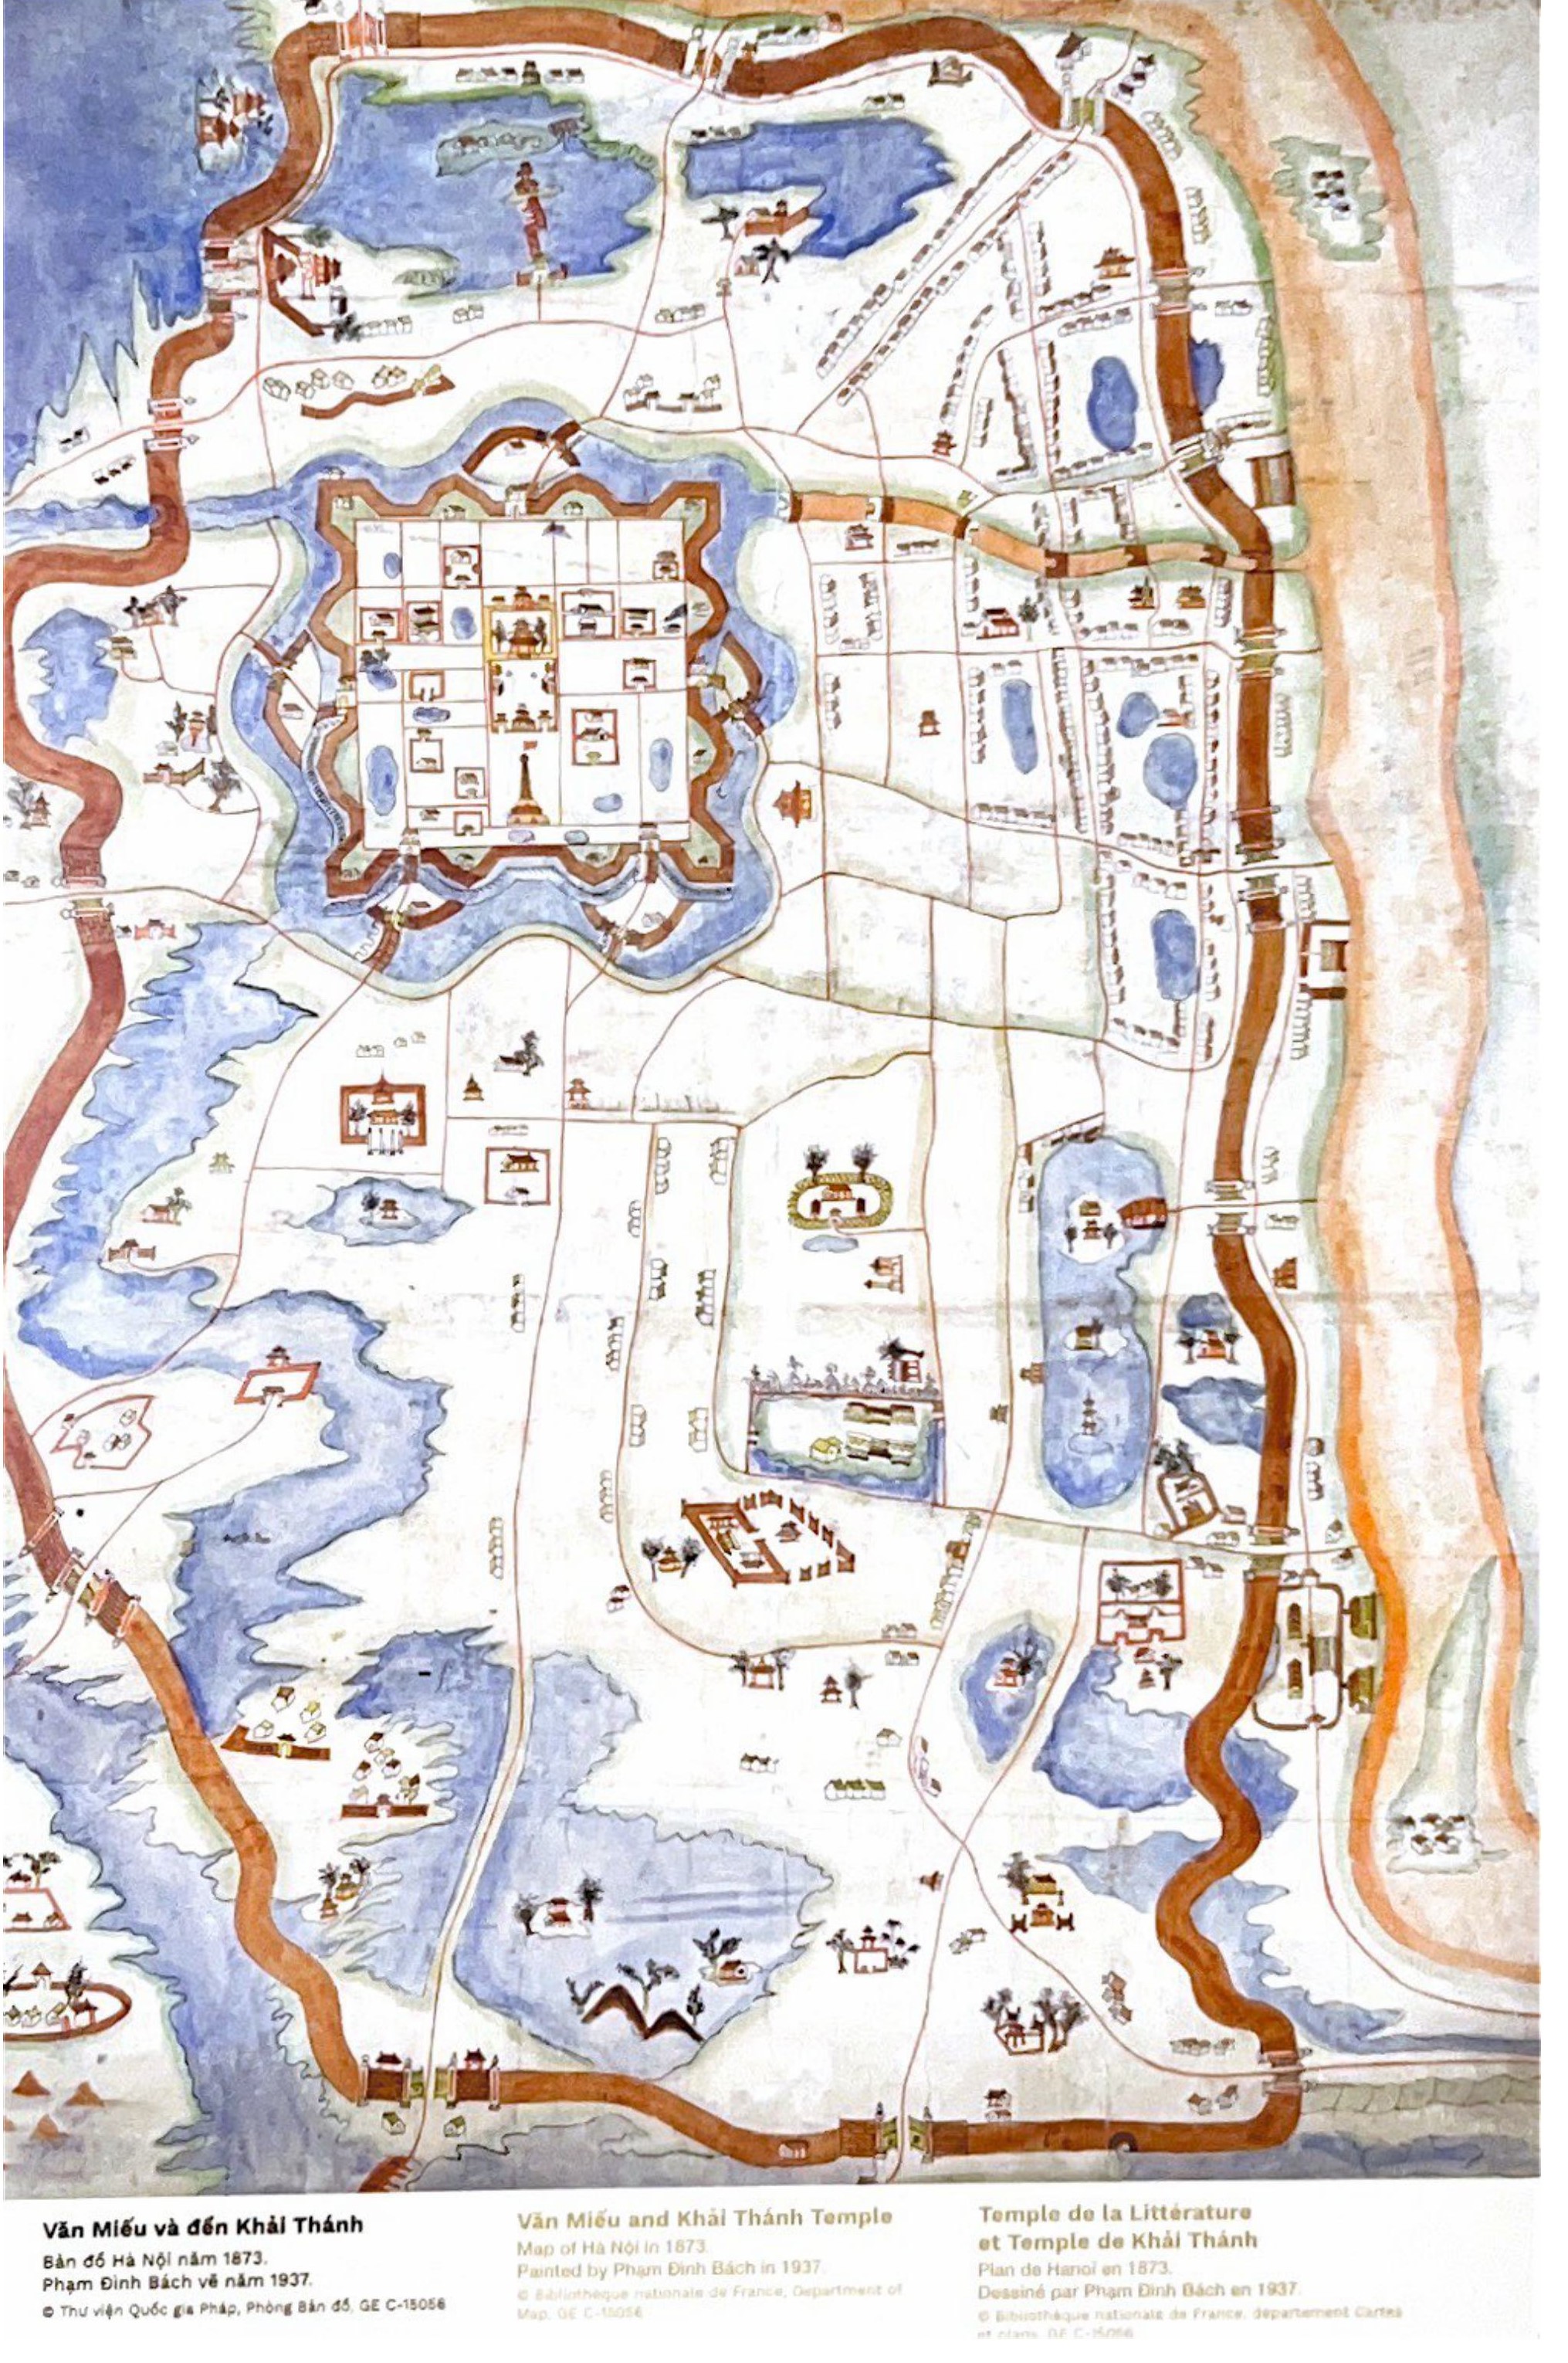 Văn Miếu và đền Khải Thánh
Bản đồ Hà Nội năm 1873.
Phạm Đình Bách vẽ năm 1937.
© Thư viện Quốc gia Pháp, Phòng Bản đồ, GE C-15056
Văn Miếu and Khải Thánh Temple
Map of Hà Nội in 1873.
Painted by Phạm Đình Bách in 1937.
© Bibliothèque nationale de France, Department of
Map, GE C-15056
Temple de la Littérature
et Temple de Khải Thánh
Plan de Hanoï en 1873.
Dessiné par Phạm Đình Bách en 1937.
© Bibliothèque nationale de France, département Cartes
et plans, GE C-15056